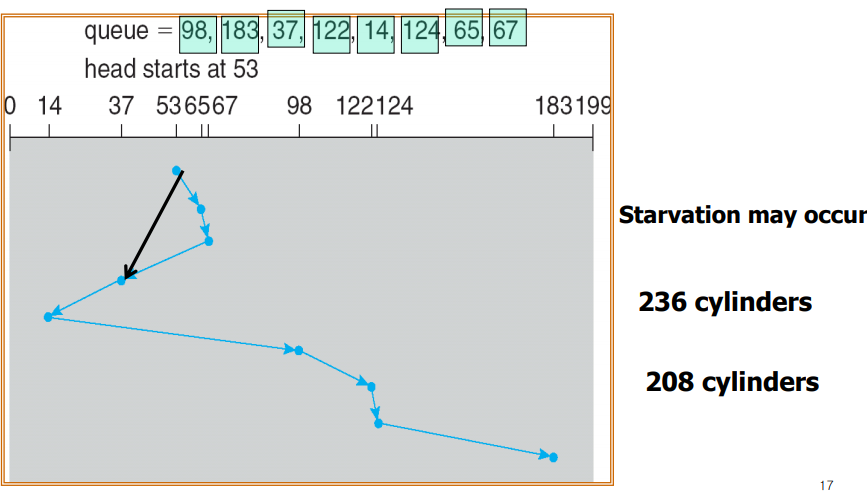 queue = 98, 183, 37, 122, 14, 124, 65, 67
head starts at 53
0 14 37 53 65 67 98 122 124 183 199
Starvation may occur
236 cylinders
208 cylinders
17